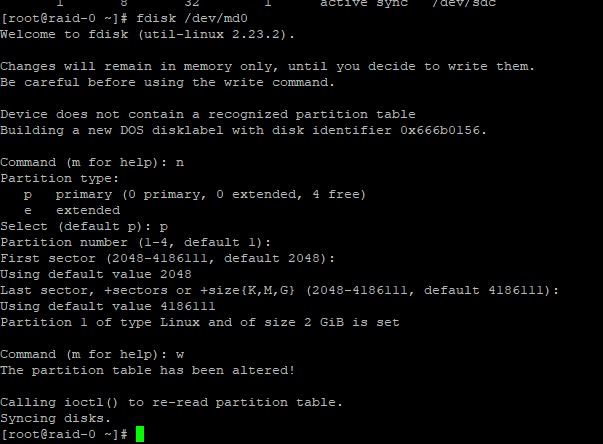 1 8 32 1 active sync /dev/sdc
[root@raid-0 ~]# fdisk /dev/md0
Welcome to fdisk (util-linux 2.23.2).
Changes will remain in memory only, until you decide to write them.
Be careful before using the write command.
Device does not contain a recognized partition table
Building a new DOS disklabel with disk identifier 0x666b0156.
Command (m for help): n
Partition type:
p primary (0 primary, 0 extended, 4 free)
e extended
Select (default p): p
Partition number (1-4, default 1):
First sector (2048-4186111, default 2048):
Using default value 2048
Last sector, +sectors or +size{K,M,G} (2048-4186111, default 4186111):
Using default value 4186111
Partition 1 of type Linux and of size 2 GiB is set
Command (m for help): w
The partition table has been altered!
Calling ioctl() to re-read partition table.
Syncing disks.
[root@raid-0 ~]#